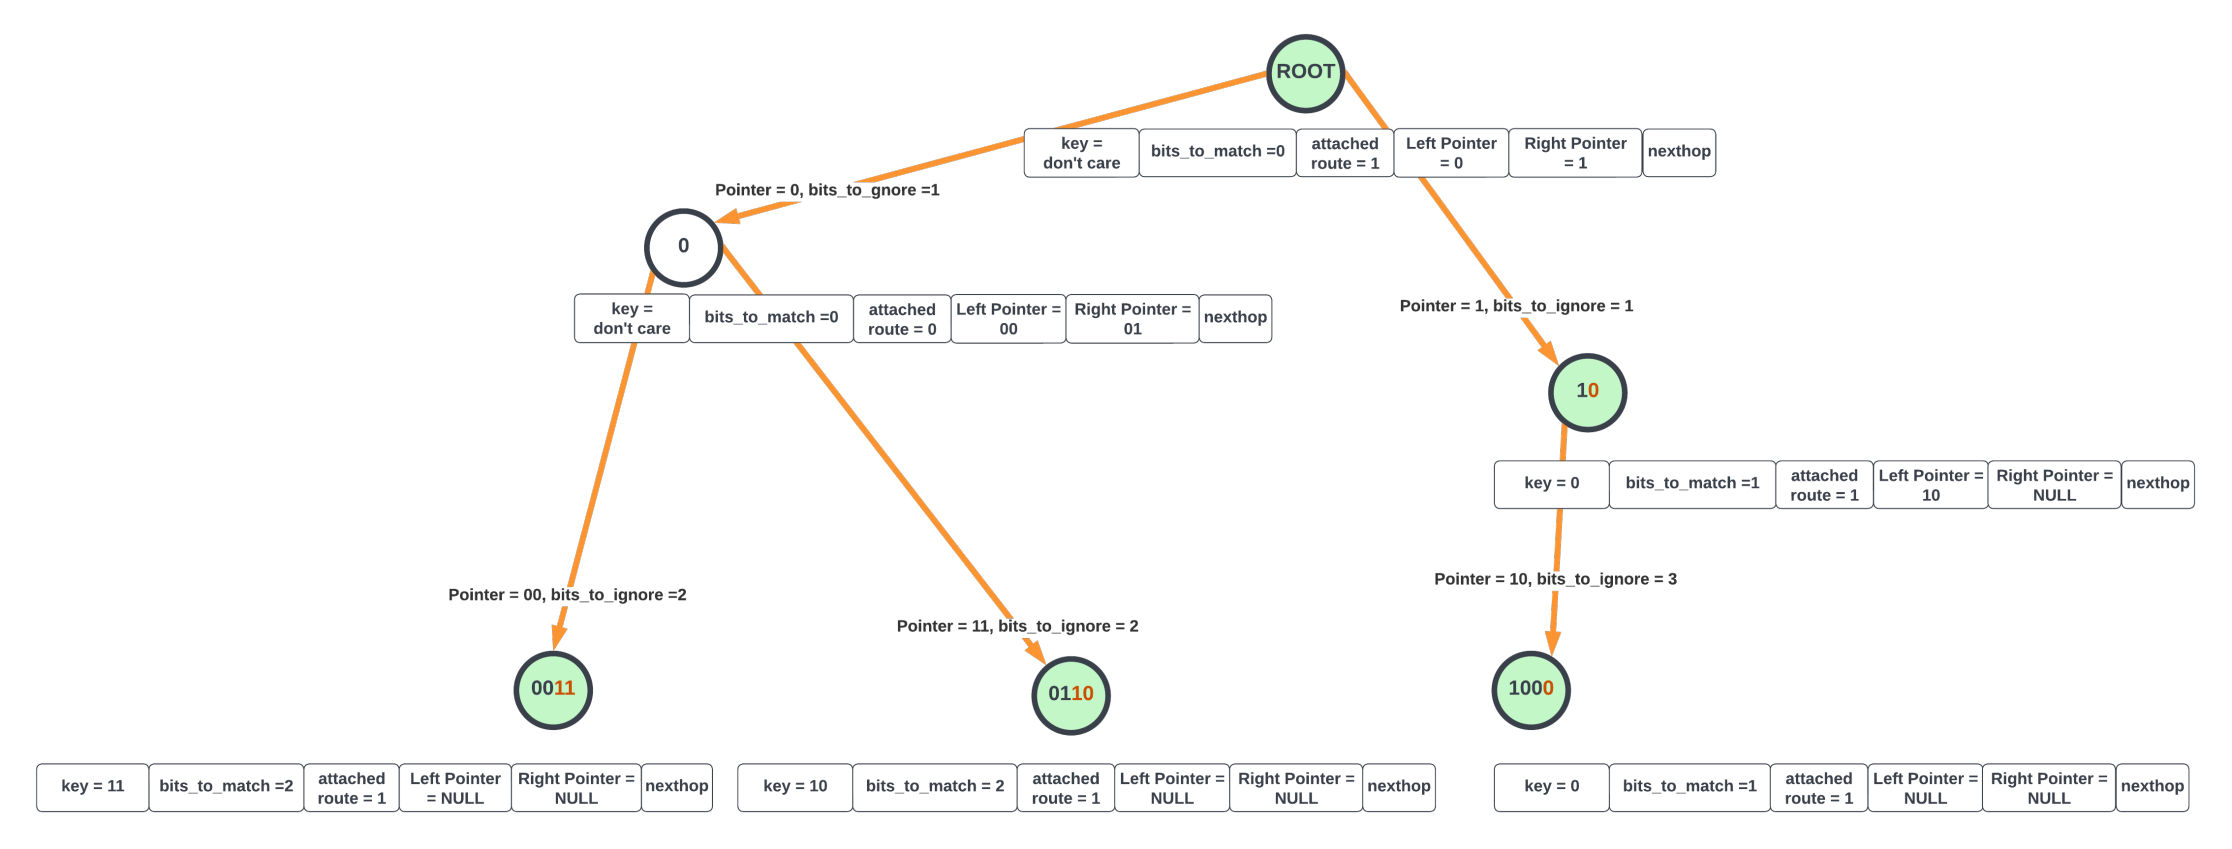 ROOT
key =
don't care
bits_to_match =0
attached
route = 1
Left Pointer
= 0
Right Pointer
= 1
nexthop
Pointer = 0, bits_to_gnore =1
0
key =
don't care
bits_to_match =0
attached
route = 0
Left Pointer =
00
Right Pointer =
01
nexthop
Pointer = 1, bits_to_ignore = 1
10
key = 0
bits_to_match =1
attached
route = 1
Left Pointer =
10
Right Pointer =
NULL
nexthop
Pointer = 00, bits_to_ignore =2
Pointer = 11, bits_to_ignore = 2
Pointer = 10, bits_to_ignore = 3
0011
0110
1000
key = 11
bits_to_match =2
attached
route = 1
Left Pointer
= NULL
Right Pointer =
NULL
nexthop
key = 10
bits_to_match = 2
attached
route = 1
Left Pointer =
NULL
Right Pointer =
NULL
nexthop
key = 0
bits_to_match =1
attached
route = 1
Left Pointer =
NULL
Right Pointer =
NULL
nexthop